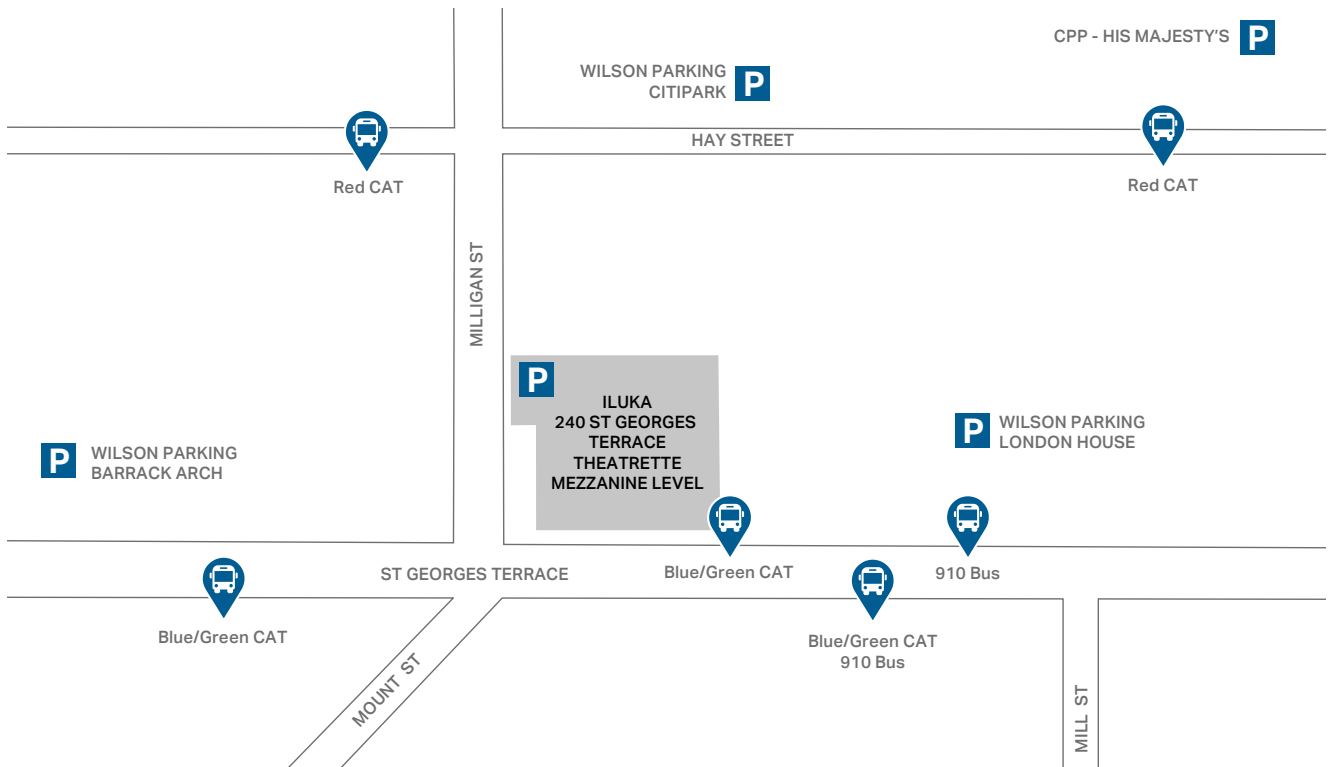 CPP - HIS MAJESTY'S P
WILSON PARKING
CITIPARK
P
HAY STREET
Red CAT
Red CAT
MILLIGAN ST
P
ILUKA
240 ST GEORGES
TERRACE
THEATRETTE
MEZZANINE LEVEL
P
WILSON PARKING
LONDON HOUSE
P
WILSON PARKING
BARRACK ARCH
ST GEORGES TERRACE
Blue/Green CAT
910 Bus
Blue/Green CAT
Blue/Green CAT
910 Bus
MOUNT ST
MILL ST